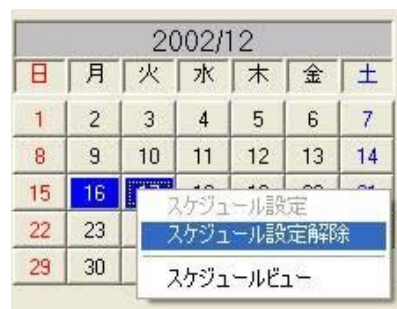 2002/12
日 月 火 水 木 金 土
1 2 3 4 5 6 7
8 9 10 11 12 13 14
15 16
スケジュール設定
22 23 スケジュール設定解除
29 30
スケジュールビュー